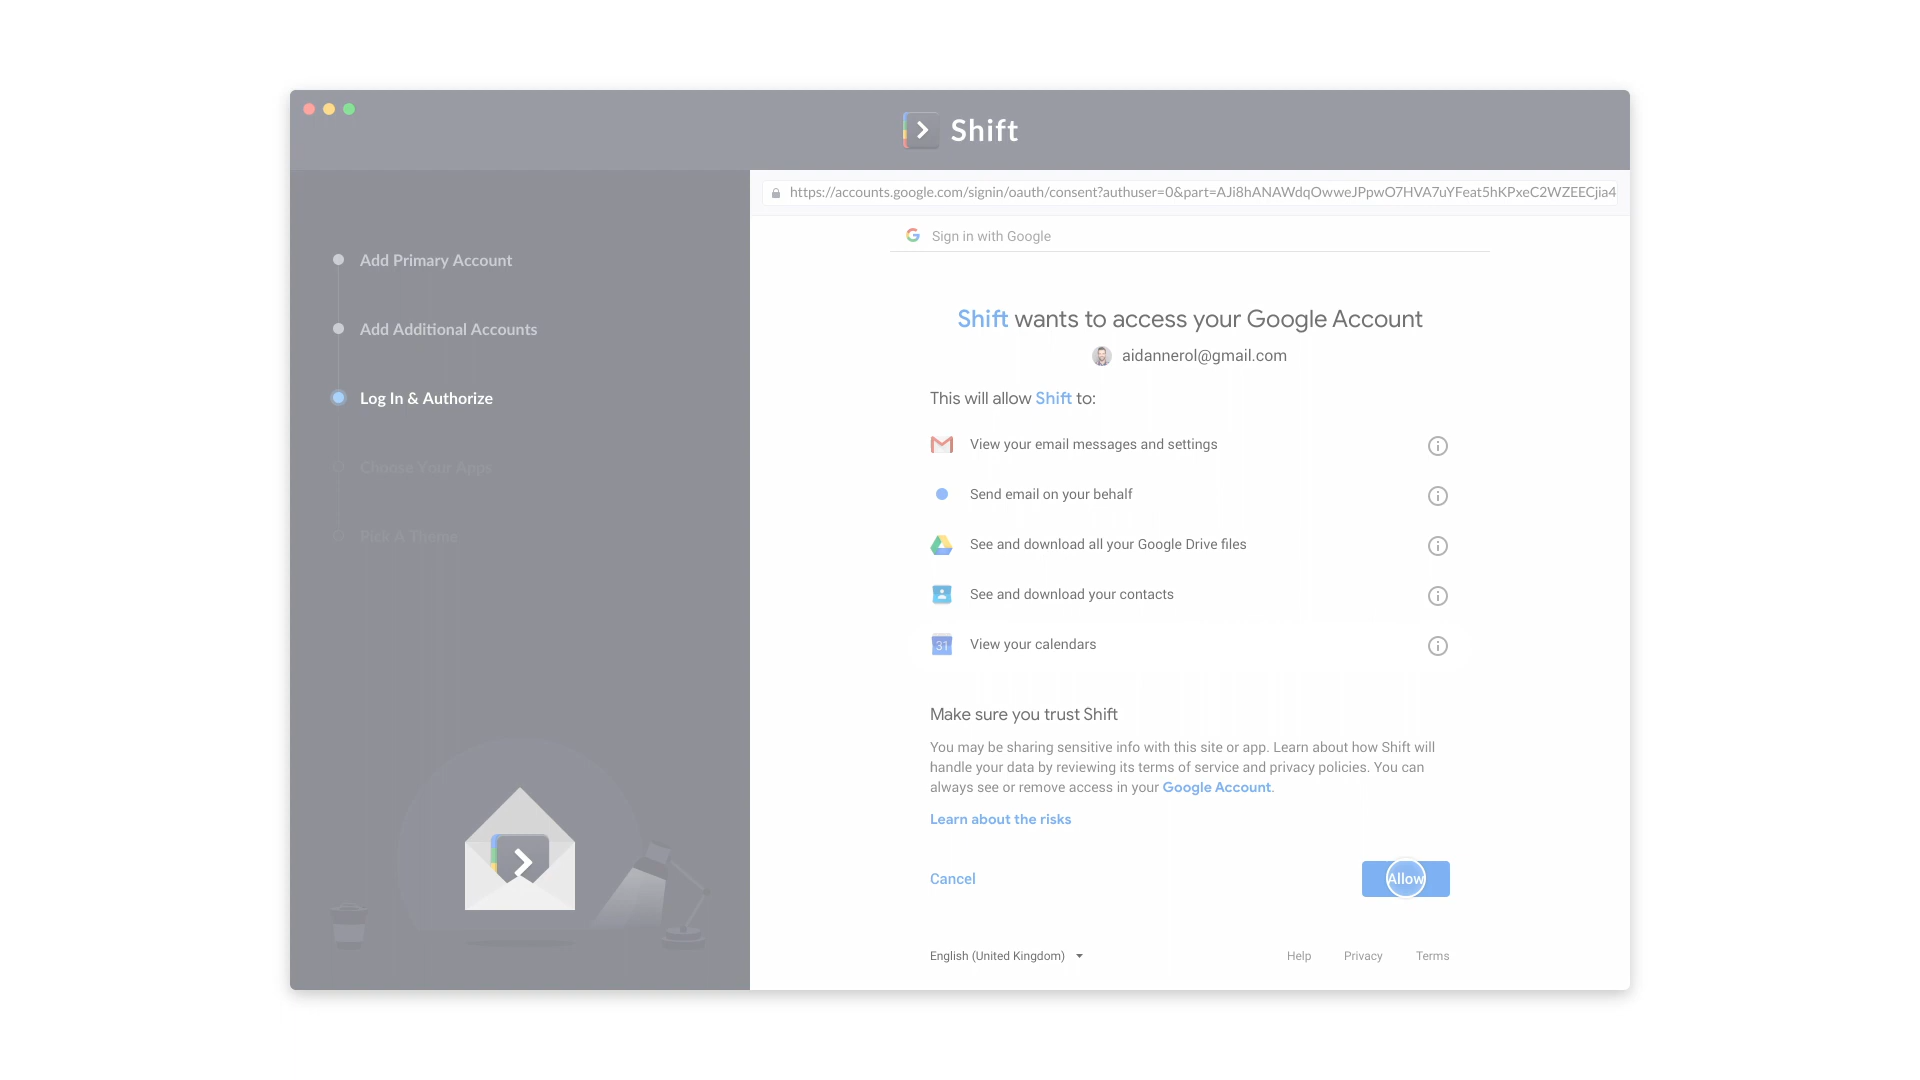 Shift
https://accounts.google.com/signin/oauth/consent?authuser=0&part=AJi8hANAWdqOwweJPpwO7HVA7uYFeat5hKPxeC2WZEECjia4
Sign in with Google
Add Primary Account
Add Additional Accounts
Log In & Authorize
Choose Your Apps
Pick A Theme
Shift wants to access your Google Account
aidannerol@gmail.com
This will allow Shift to:
View your email messages and settings
Send email on your behalf
See and download all your Google Drive files
See and download your contacts
31
View your calendars
Make sure you trust Shift
You may be sharing sensitive info with this site or app. Learn about how Shift will
handle your data by reviewing its terms of service and privacy policies. You can
always see or remove access in your Google Account.
Learn about the risks
Cancel
Allow
English (United Kingdom)
Help
Privacy
Terms